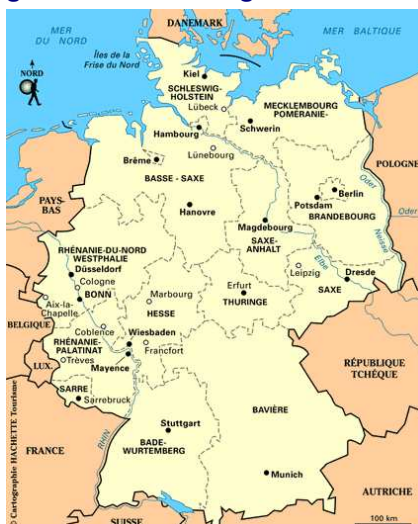 DANEMARK
MER
DU NORD
MER BALTIQUE
Îles de la
Frise du Nord
NORD
Kiel
SCHLESWIG-
HOLSTEIN
Lübeck
MECKLEMBOURG
POMÉRANIE-
Hambourg
Schwerin
Lünebourg
Brême
BASSE - SAXE
POLOGNE
Oder
Berlin
Potsdam
BRANDEBOURG
PAYS-
BAS
Hanovre
Magdebourg
SAXE-
ANHALT
Oder
Neisse
RHÉNANIE-DU-NORD
WESTPHALIE
Düsseldorf
Cologne
BONN
Aix-la-
Chapelle
Marbourg
HESSE
Erfurt
THURINGE
Leipzig
Elbe
Dresde
SAXE
BELGIQUE
Coblence
Wiesbaden
RHÉNANIE-
PALATINAT
Francfort
Trèves
Mayence
LUX.
SARRE
Sarrebruck
RÉPUBLIQUE
TCHÈQUE
BAVIÈRE
Stuttgart
BADE-
WURTEMBERG
RHIN
FRANCE
Munich
AUTRICHE
SUISSE
100 km
© Cartographie HACHETTE Tourisme